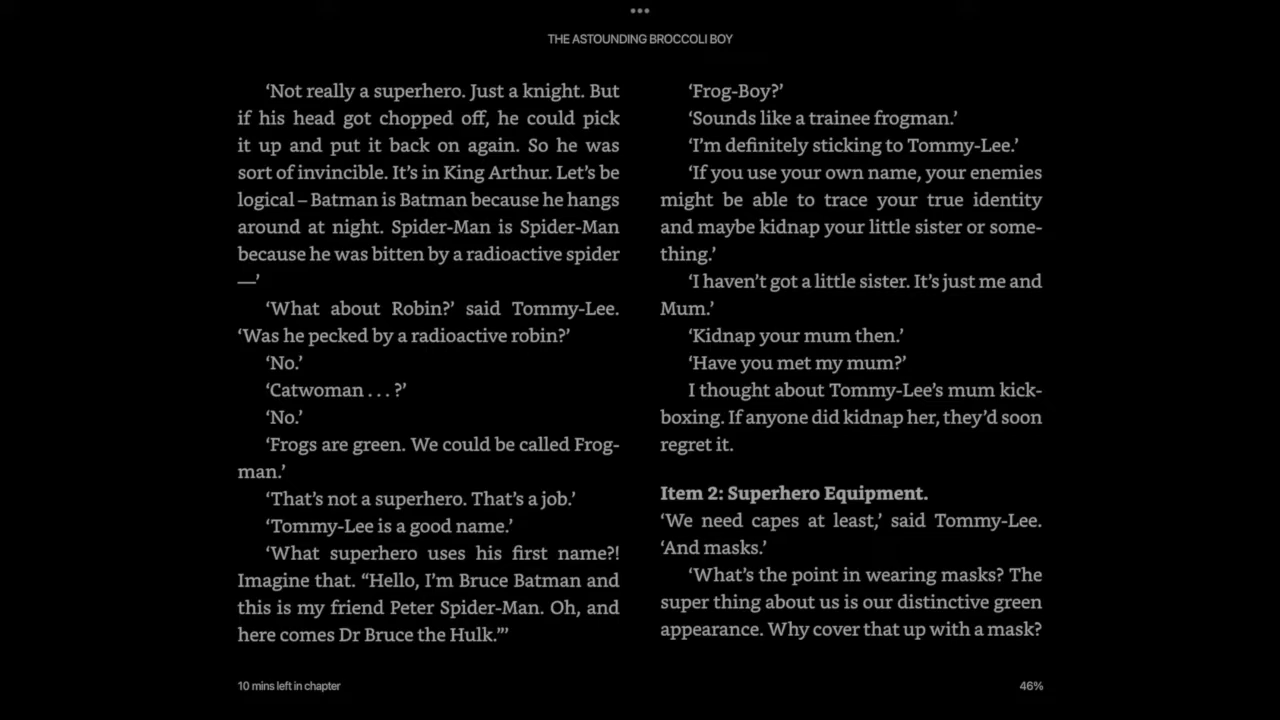 •••
THE ASTOUNDING BROCCOLI BOY
‘Not really a superhero. Just a knight. But
if his head got chopped off, he could pick
it up and put it back on again. So he was
sort of invincible. It’s in King Arthur. Let’s be
logical – Batman is Batman because he hangs
around at night. Spider-Man is Spider-Man
because he was bitten by a radioactive spider
—’
‘What about Robin?’ said Tommy-Lee.
‘Was he pecked by a radioactive robin?’
‘No.’
‘Catwoman . . . ?’
‘No.’
‘Frogs are green. We could be called Frog-
man.’
‘That’s not a superhero. That’s a job.’
‘Tommy-Lee is a good name.’
‘What superhero uses his first name?!
Imagine that. “Hello, I’m Bruce Batman and
this is my friend Peter Spider-Man. Oh, and
here comes Dr Bruce the Hulk.”’
‘Frog-Boy?’
‘Sounds like a trainee frogman.’
‘I’m definitely sticking to Tommy-Lee.’
‘If you use your own name, your enemies
might be able to trace your true identity
and maybe kidnap your little sister or some-
thing.’
‘I haven’t got a little sister. It’s just me and
Mum.’
‘Kidnap your mum then.’
‘Have you met my mum?’
I thought about Tommy-Lee’s mum kick-
boxing. If anyone did kidnap her, they’d soon
regret it.
Item 2: Superhero Equipment.
‘We need capes at least,’ said Tommy-Lee.
‘And masks.’
‘What’s the point in wearing masks? The
super thing about us is our distinctive green
appearance. Why cover that up with a mask?
10 mins left in chapter
46%